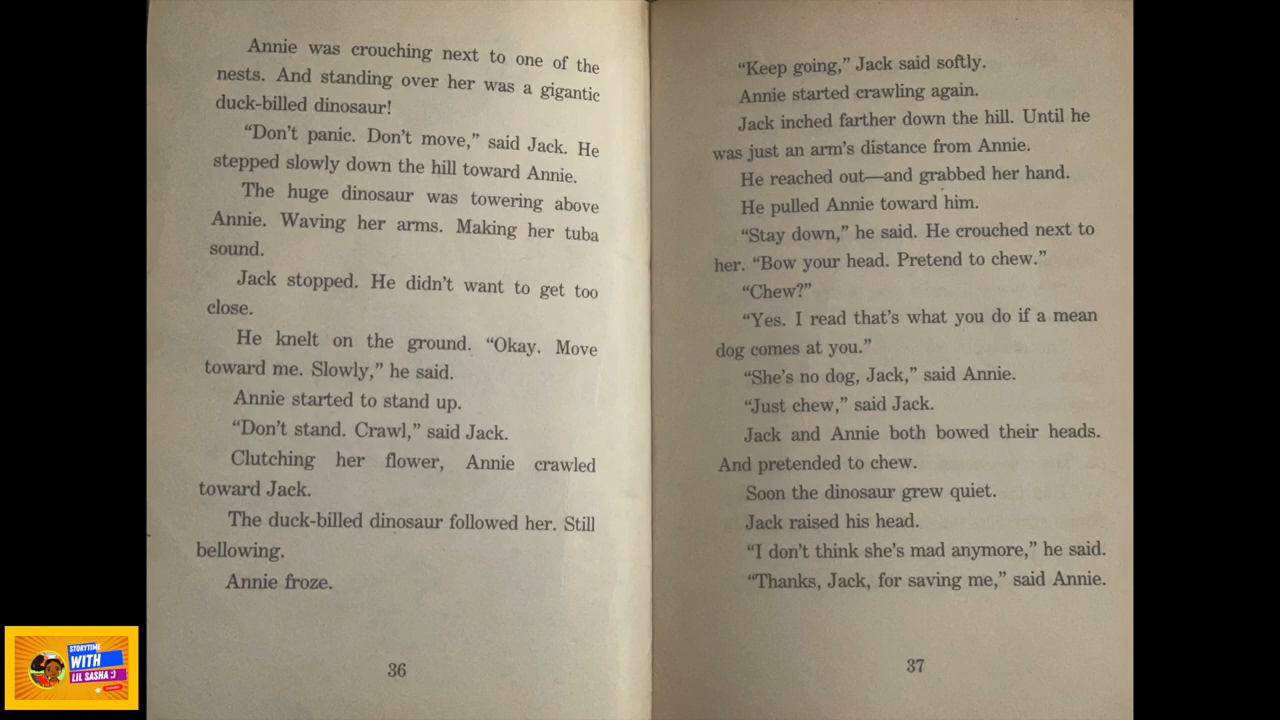 Annie was crouching next to one of the
nests. And standing over her was a gigantic
duck-billed dinosaur!
“Don’t panic. Don’t move,” said Jack. He
stepped slowly down the hill toward Annie.
The huge dinosaur was towering above
Annie. Waving her arms. Making her tuba
sound.
Jack stopped. He didn’t want to get too
close.
He knelt on the ground. “Okay. Move
toward me. Slowly,” he said.
Annie started to stand up.
“Don’t stand. Crawl,” said Jack.
Clutching her flower, Annie crawled
toward Jack.
The duck-billed dinosaur followed her. Still
bellowing.
Annie froze.
36
“Keep going,” Jack said softly.
Annie started crawling again.
Jack inched farther down the hill. Until he
was just an arm’s distance from Annie.
He reached out—and grabbed her hand.
He pulled Annie toward him.
“Stay down,” he said. He crouched next to
her. “Bow your head. Pretend to chew.”
“Chew?”
“Yes. I read that’s what you do if a mean
dog comes at you.”
“She’s no dog, Jack,” said Annie.
“Just chew,” said Jack.
Jack and Annie both bowed their heads.
And pretended to chew.
Soon the dinosaur grew quiet.
Jack raised his head.
“I don’t think she’s mad anymore,” he said.
“Thanks, Jack, for saving me,” said Annie.
37
STORYTIME
WITH
LIL SASHA :)